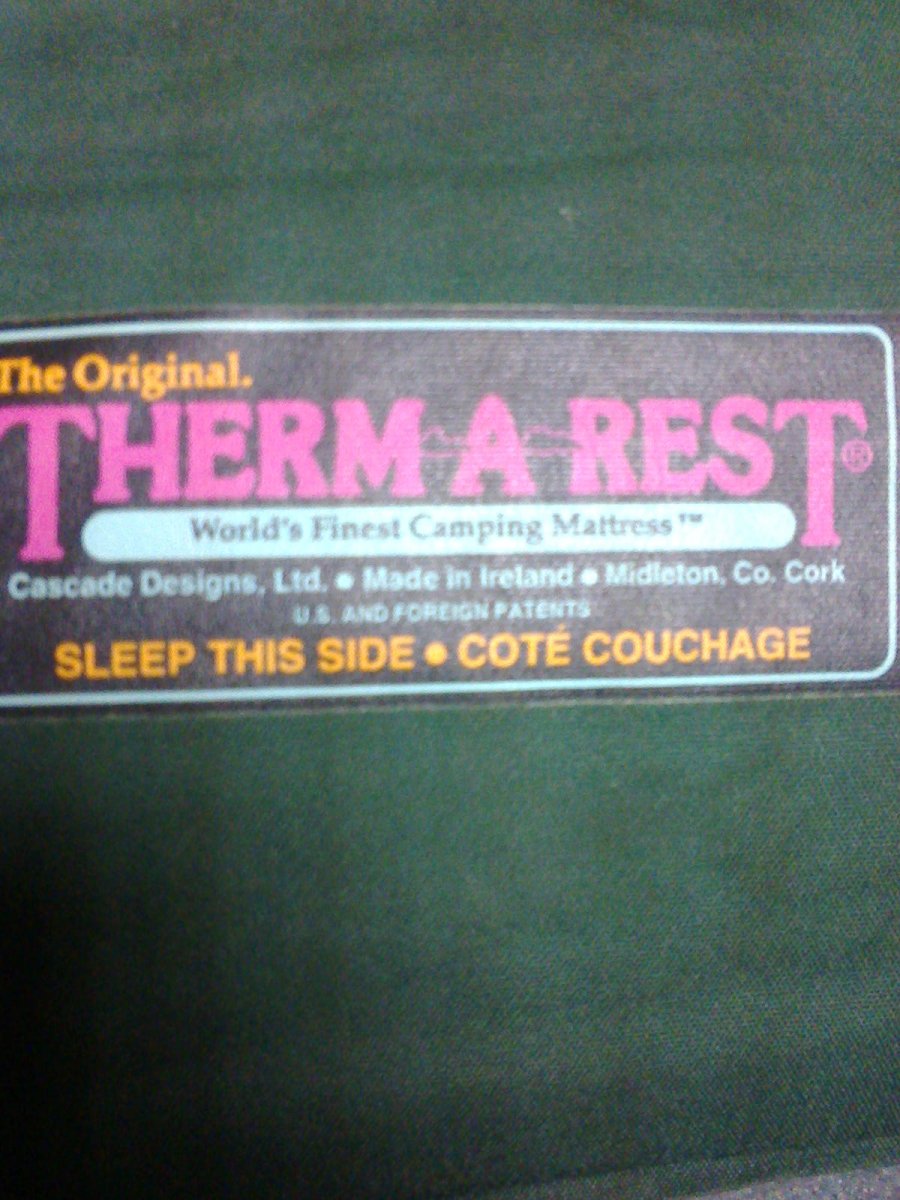 The Original.
THERM-A-REST®
World's Finest Camping Mattress™
Cascade Designs, Ltd. • Made in Ireland • Midleton, Co. Cork
U.S. AND FOREIGN PATENTS
SLEEP THIS SIDE • COTÉ COUCHAGE